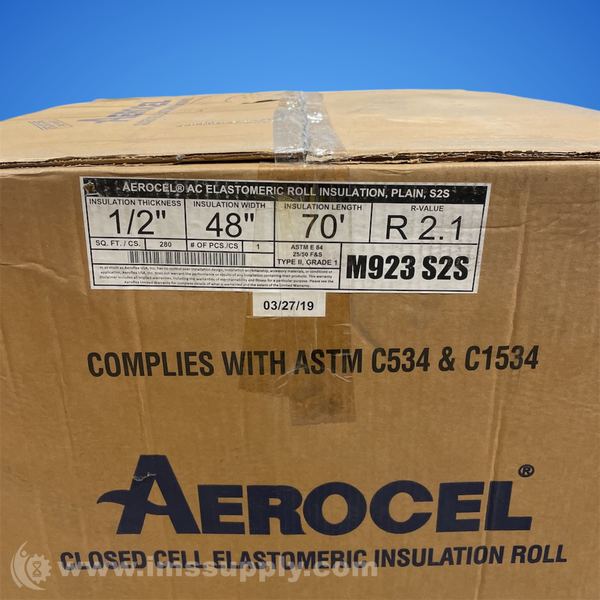 AEROCEL
AEROCEL® AC ELASTOMERIC ROLL INSULATION, PLAIN, S2S
INSULATION THICKNESS INSULATION WIDTH INSULATION LENGTH R-VALUE
1/2" 48" 70' R 2.1
SQ. FT. / CS. 280 # OF PCS./CS 1
ASTM E 84
25/50 F&S
TYPE II, GRADE 1
M923 S2S
03/27/19
COMPLIES WITH ASTM C534 & C1534
AEROCEL®
CLOSED CELL ELASTOMERIC INSULATION ROLL
www.imssupply.com